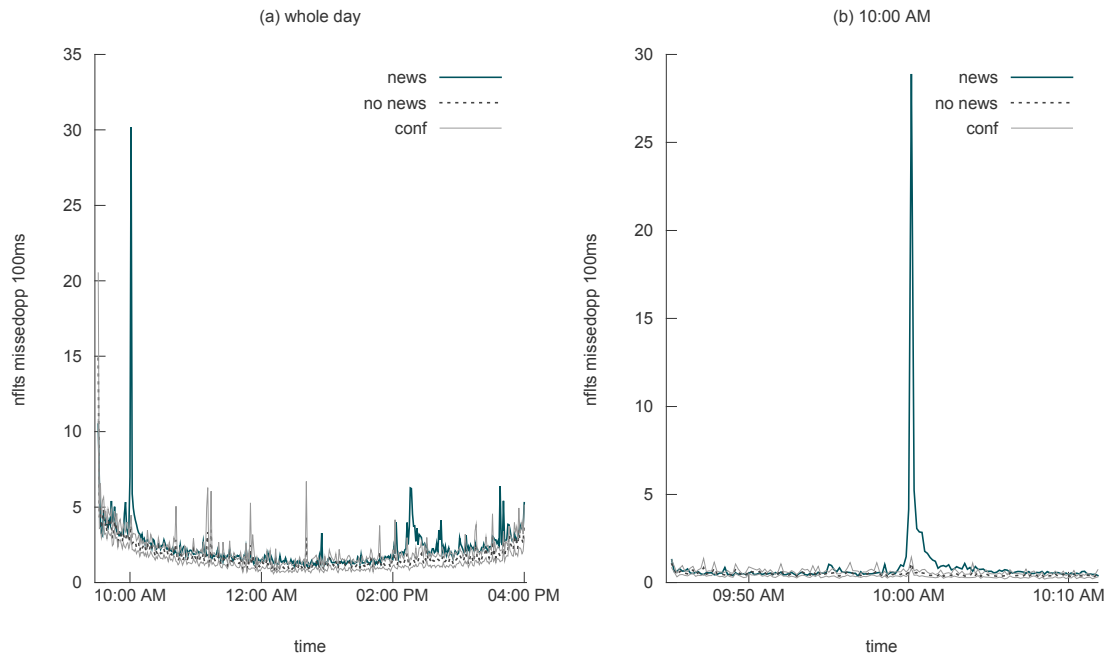 (a) whole day
35
30
25
20
15
10
5
0
nflts missedopp 100ms
news
no news
conf
10:00 AM
12:00 AM
02:00 PM
04:00 PM
time
(b) 10:00 AM
30
25
20
15
10
5
0
nflts missedopp 100ms
news
no news
conf
09:50 AM
10:00 AM
10:10 AM
time